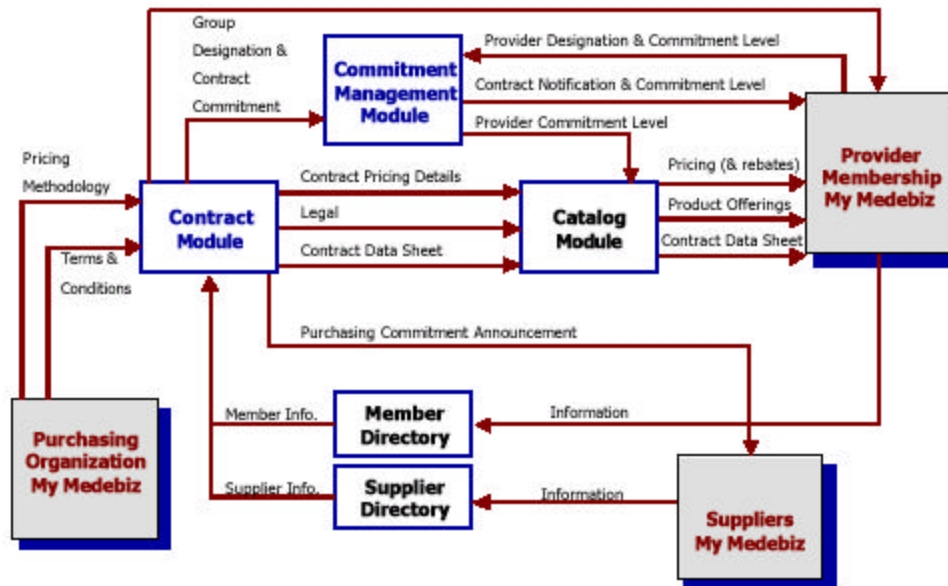 Group
Designation &
Contract
Commitment
Commitment
Management
Module
Provider Designation & Commitment Level
Contract Notification & Commitment Level
Provider Commitment Level
Provider
Membership
My Medebiz
Pricing
Methodology
Contract
Module
Contract Pricing Details
Legal
Contract Data Sheet
Catalog
Module
Pricing (& rebates)
Product Offerings
Contract Data Sheet
Terms &
Conditions
Purchasing Commitment Announcement
Purchasing
Organization
My Medebiz
Member Info.
Member
Directory
Information
Supplier Info.
Supplier
Directory
Information
Suppliers
My Medebiz